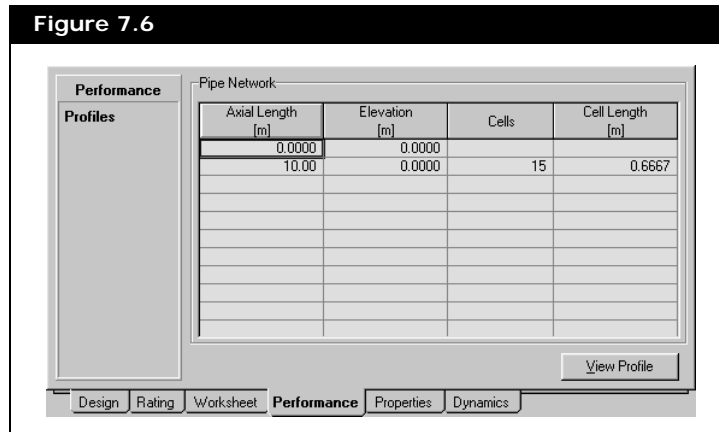 Figure 7.6
Performance
Profiles
Pipe Network
Axial Length [m] Elevation [m] Cells Cell Length [m]
0.0000 0.0000
10.00 0.0000 15 0.6667
View Profile
Design Rating Worksheet Performance Properties Dynamics